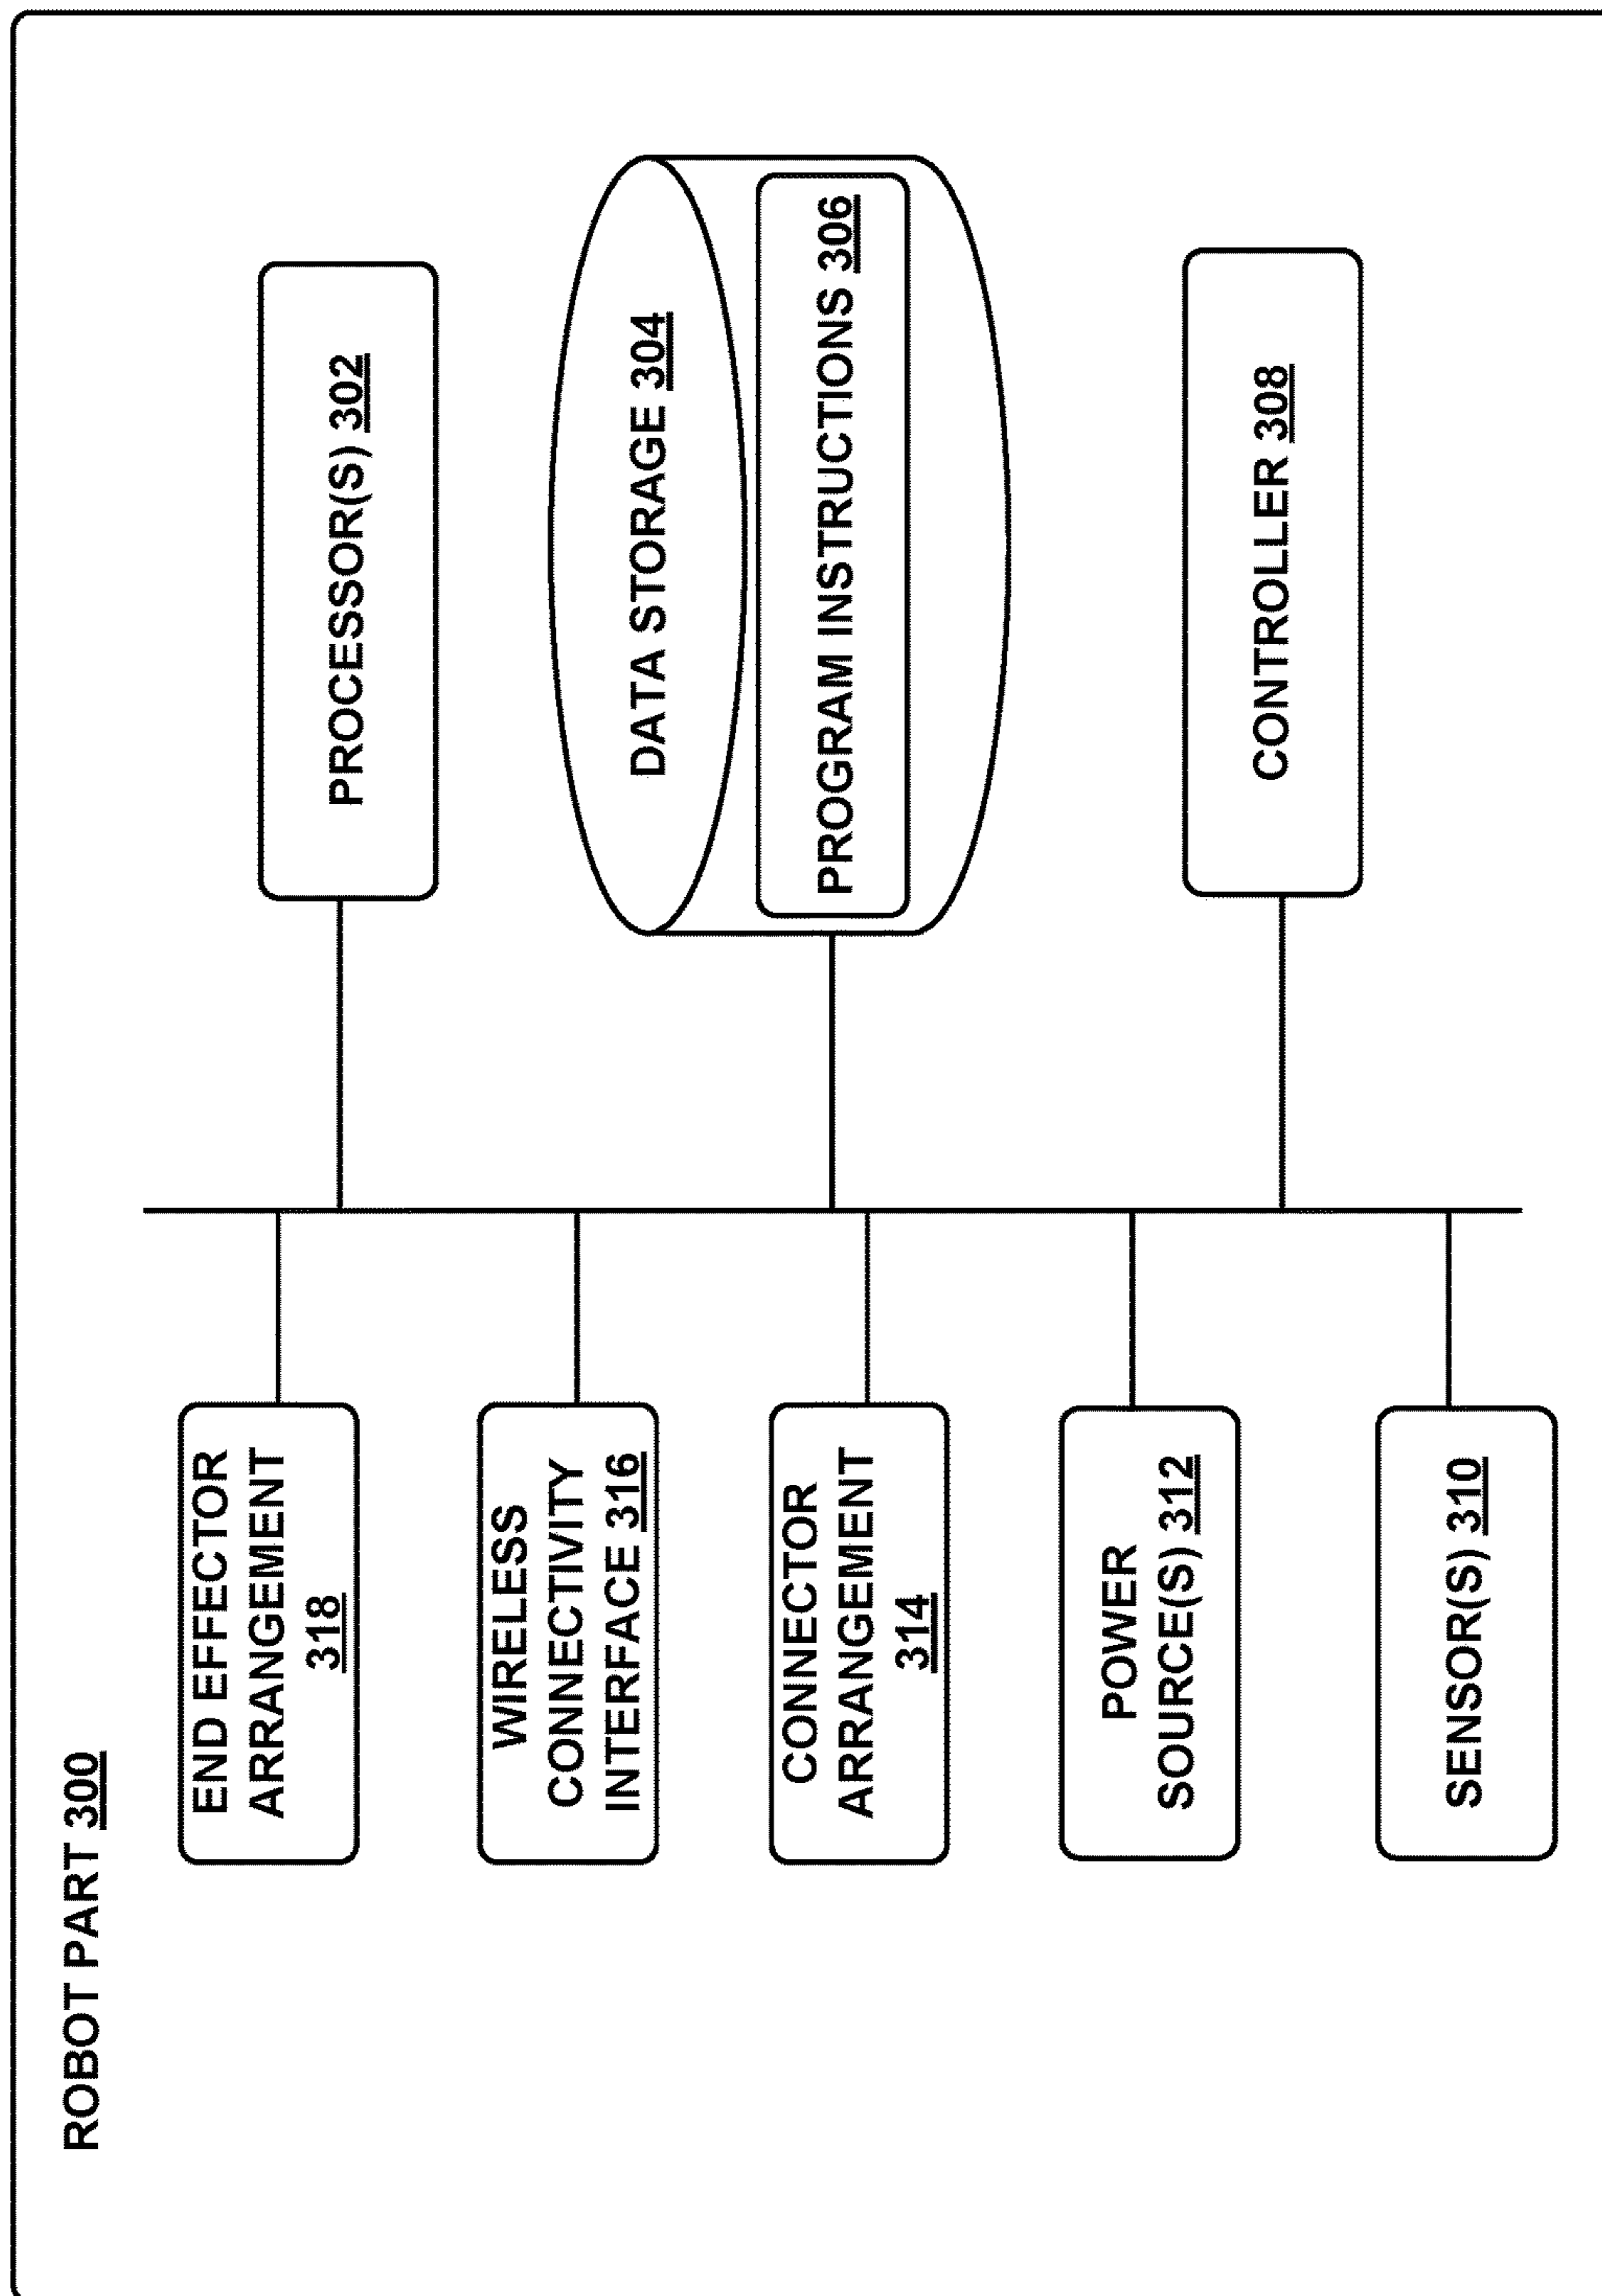 ROBOT PART 300
END EFFECTOR
ARRANGEMENT
318
WIRELESS
CONNECTIVITY
INTERFACE 316
CONNECTOR
ARRANGEMENT
314
POWER
SOURCE(S) 312
SENSOR(S) 310
PROCESSOR(S) 302
DATA STORAGE 304
PROGRAM INSTRUCTIONS 306
CONTROLLER 308